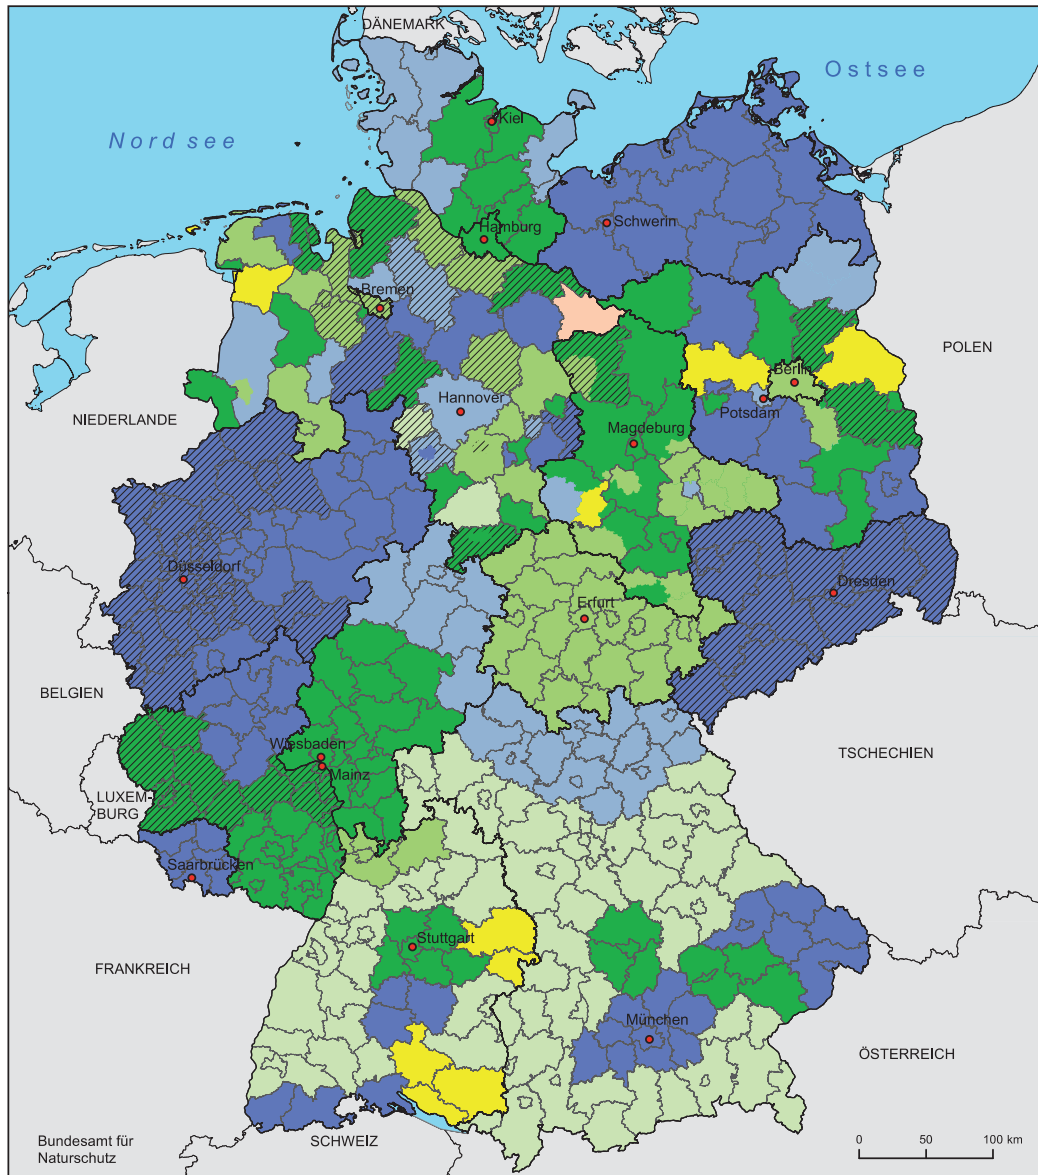 DÄNEMARK
Ostsee
Nord see
Kiel
Schwerin
Hamburg
Bremen
POLEN
Berlin
NIEDERLANDE
Hannover
Potsdam
Magdeburg
Düsseldorf
Dresden
Erfurt
BELGIEN
Wiesbaden
TSCHECHIEN
Mainz
LUXEM-
BURG
Saarbrücken
Stuttgart
FRANKREICH
München
ÖSTERREICH
Bundesamt für
Naturschutz
SCHWEIZ
0 50 100 km